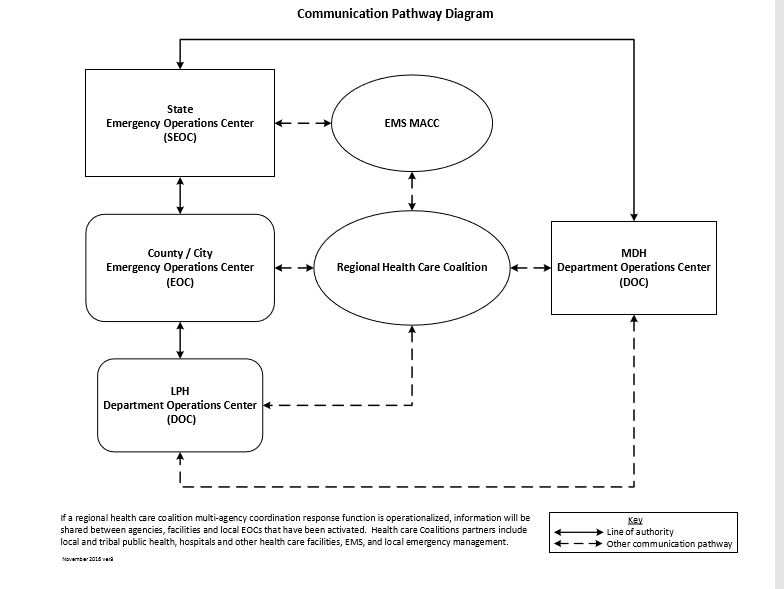 Communication Pathway Diagram
State
Emergency Operations Center
(SEOC)
EMS MACC
County / City
Emergency Operations Center
(EOC)
Regional Health Care Coalition
MDH
Department Operations Center
(DOC)
LPH
Department Operations Center
(DOC)
If a regional health care coalition multi-agency coordination response function is operationalized, information will be
shared between agencies, facilities and local EOCs that have been activated. Health care Coalitions partners include
local and tribal public health, hospitals and other health care facilities, EMS, and local emergency management.
November 2016 ver3
Key
Line of authority
Other communication pathway